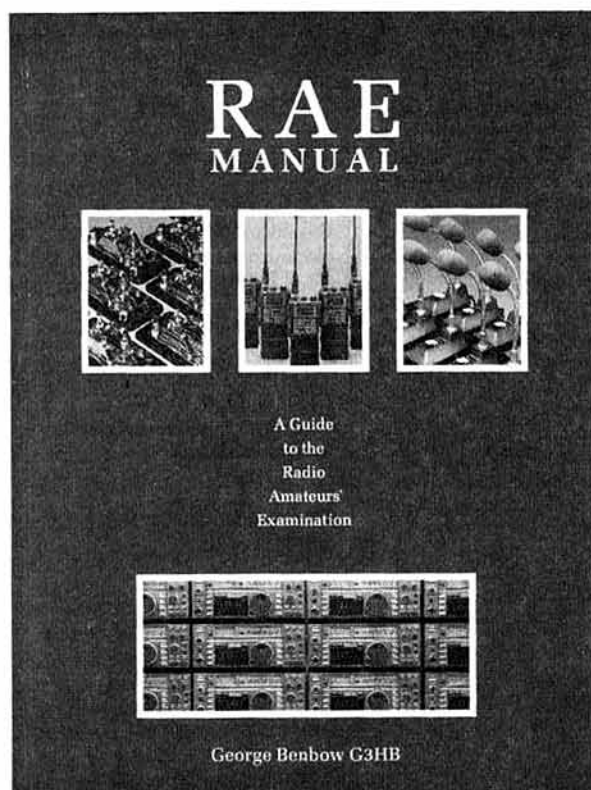 RAE
MANUAL
A Guide
to the
Radio
Amateurs'
Examination
George Benbow G3HB